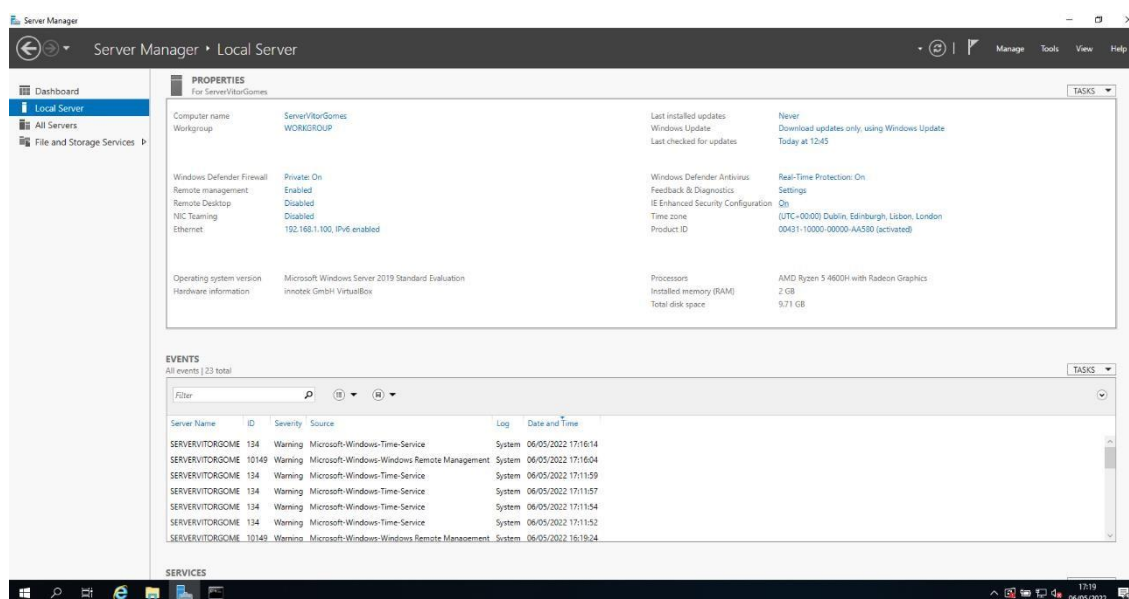 Server Manager
Server Manager ‣ Local Server
Manage Tools View Help
Dashboard
Local Server
All Servers
File and Storage Services
PROPERTIES
For ServerVitorGomes
TASKS
Computer name ServerVitorGomes
Workgroup WORKGROUP
Last installed updates Never
Windows Update Download updates only, using Windows Update
Last checked for updates Today at 12:45
Windows Defender Firewall Private: On
Remote management Enabled
Remote Desktop Disabled
NIC Teaming Disabled
Ethernet 192.168.1.100, IPv6 enabled
Windows Defender Antivirus Real-Time Protection: On
Feedback & Diagnostics Settings
IE Enhanced Security Configuration On
Time zone (UTC+00:00) Dublin, Edinburgh, Lisbon, London
Product ID 00431-10000-00000-AA580 (activated)
Operating system version Microsoft Windows Server 2019 Standard Evaluation
Hardware information innotek GmbH VirtualBox
Processors AMD Ryzen 5 4600H with Radeon Graphics
Installed memory (RAM) 2 GB
Total disk space 9.71 GB
EVENTS
All events | 23 total
TASKS
Filter
Server Name ID Severity Source Log Date and Time
SERVERVITORGOME 134 Warning Microsoft-Windows-Time-Service System 06/05/2022 17:16:14
SERVERVITORGOME 10149 Warning Microsoft-Windows-Windows Remote Management System 06/05/2022 17:16:04
SERVERVITORGOME 134 Warning Microsoft-Windows-Time-Service System 06/05/2022 17:11:59
SERVERVITORGOME 134 Warning Microsoft-Windows-Time-Service System 06/05/2022 17:11:57
SERVERVITORGOME 134 Warning Microsoft-Windows-Time-Service System 06/05/2022 17:11:54
SERVERVITORGOME 134 Warning Microsoft-Windows-Time-Service System 06/05/2022 17:11:52
SERVERVITORGOME 10149 Warning Microsoft-Windows-Windows Remote Management System 06/05/2022 16:19:24
SERVICES
17:19
06/05/2022